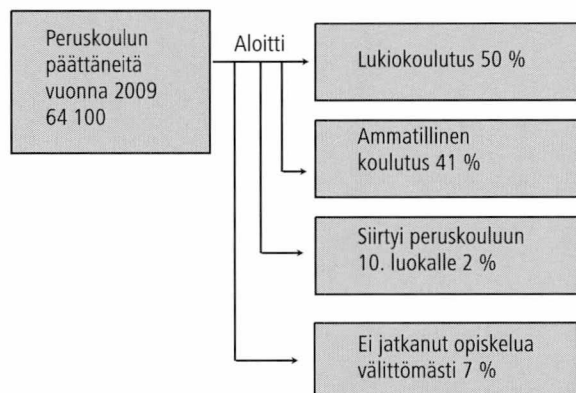 Peruskoulun
päättäneitä
vuonna 2009
64 100
Aloitti
Lukiokoulutus 50 %
Ammatillinen
koulutus 41 %
Siirtyi peruskouluun
10. luokalle 2 %
Ei jatkanut opiskelua
välittömästi 7 %